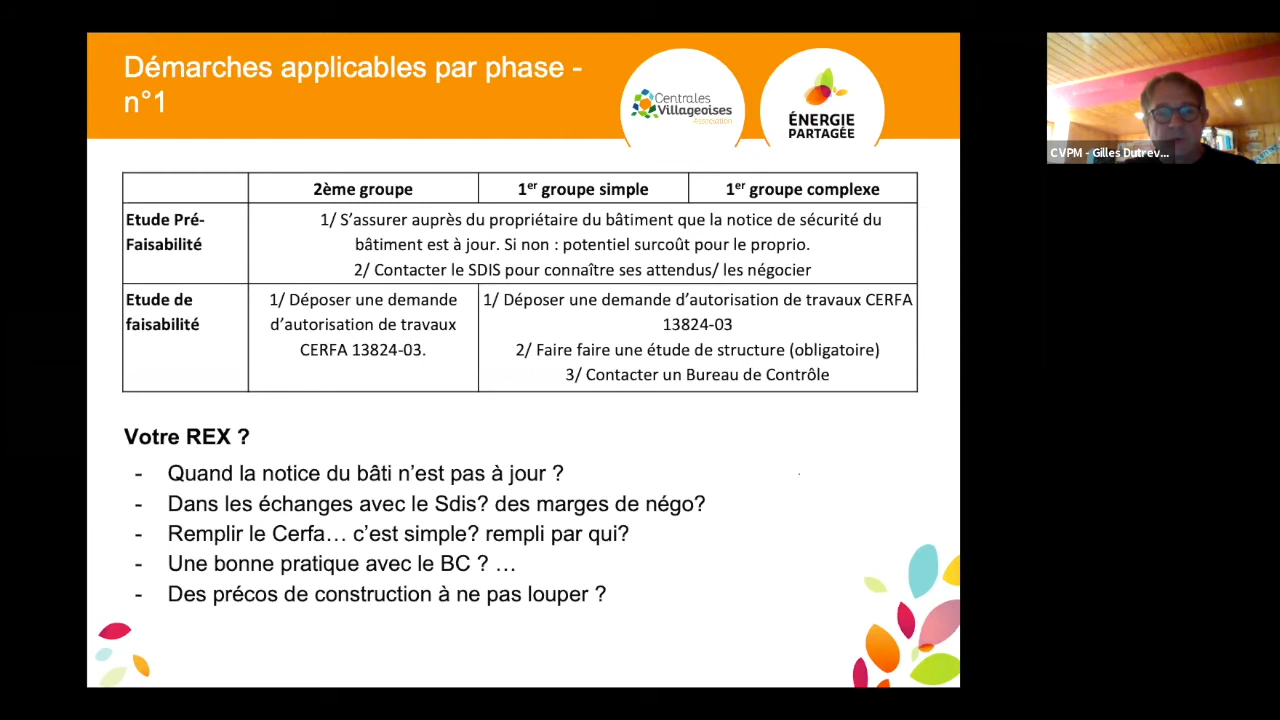 Démarches applicables par phase -
n°1
Centrales
Villageoises
Association
ÉNERGIE
PARTAGÉE
CVPM - Gilles Dutrev...
2ème groupe
1er groupe simple
1er groupe complexe
Etude Pré-
Faisabilité
1/ S’assurer auprès du propriétaire du bâtiment que la notice de sécurité du
bâtiment est à jour. Si non : potentiel surcoût pour le proprio.
2/ Contacter le SDIS pour connaître ses attendus/ les négocier
Etude de
faisabilité
1/ Déposer une demande
d’autorisation de travaux
CERFA 13824-03.
1/ Déposer une demande d’autorisation de travaux CERFA
13824-03
2/ Faire faire une étude de structure (obligatoire)
3/ Contacter un Bureau de Contrôle
Votre REX ?
- Quand la notice du bâti n’est pas à jour ?
- Dans les échanges avec le Sdis? des marges de négo?
- Remplir le Cerfa… c’est simple? rempli par qui?
- Une bonne pratique avec le BC ? …
- Des précos de construction à ne pas louper ?